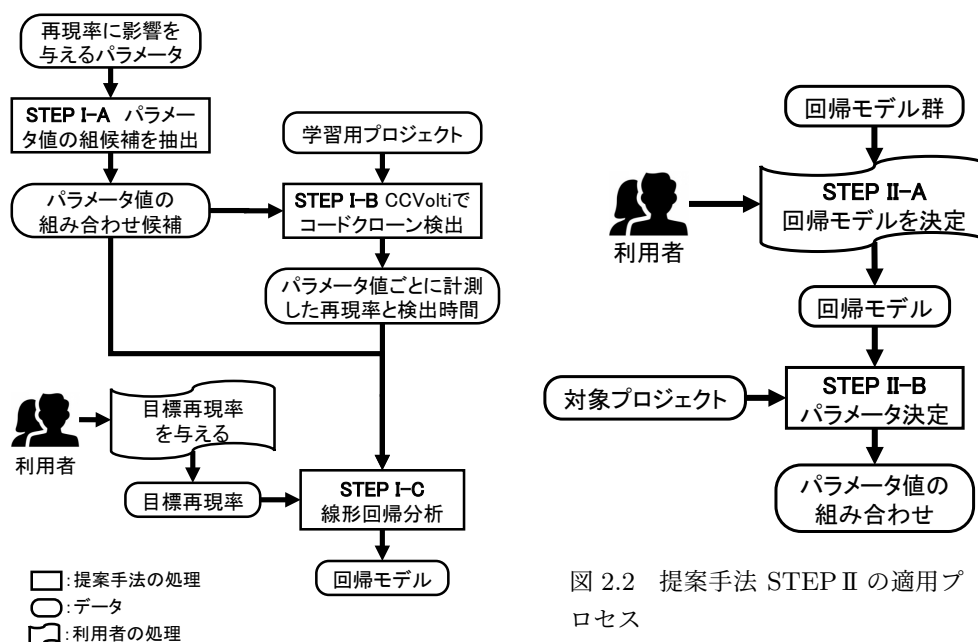 再現率に影響を
与えるパラメータ
STEP I-A パラメー
タ値の組候補を抽出
パラメータ値の
組み合わせ候補
学習用プロジェクト
STEP I-B CCVoltiで
コードクローン検出
パラメータ値ごとに計測
した再現率と検出時間
利用者
目標再現率
を与える
目標再現率
STEP I-C
線形回帰分析
回帰モデル
:提案手法の処理
:データ
:利用者の処理
回帰モデル群
利用者
STEP II-A
回帰モデルを決定
回帰モデル
対象プロジェクト
STEP II-B
パラメータ決定
パラメータ値の
組み合わせ
図 2.2 提案手法 STEP II の適用プ
ロセス